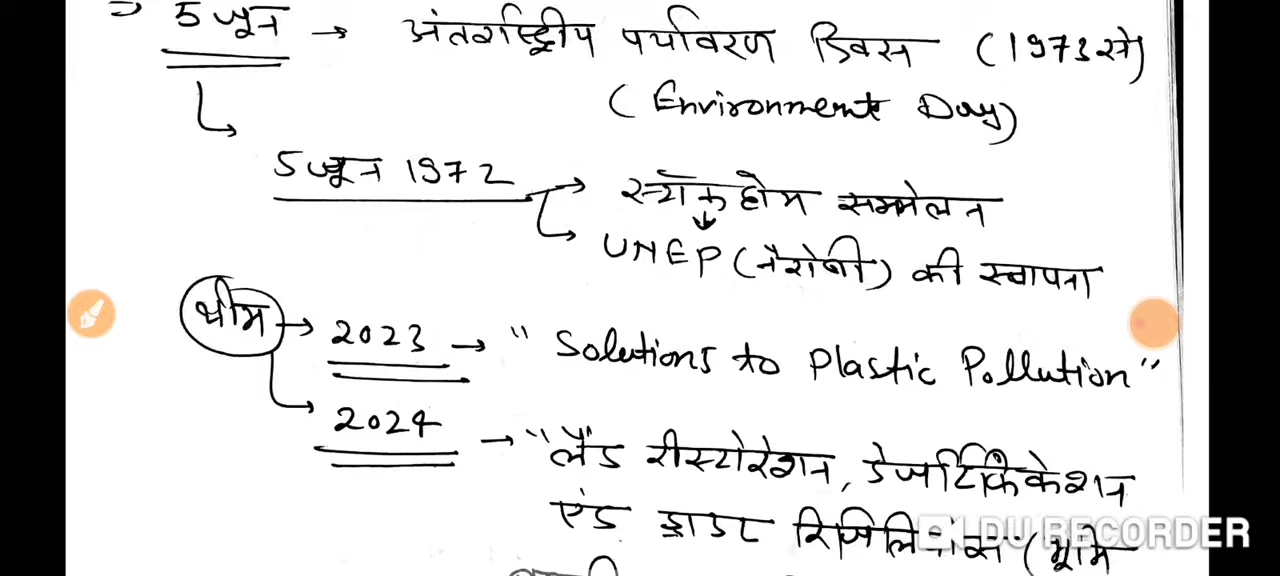 ⇒ 5 जून → अंतर्राष्ट्रीय पर्यावरण दिवस (1973 से)
(Environment Day)
5 जून 1972 → स्टॉकहोम सम्मेलन
UNEP (नैरोबी) की स्थापना
थीम → 2023 → "Solutions to Plastic Pollution"
2024 → "लैंड रीस्टोरेशन, डेजर्टिफिकेशन
एंड ड्राउट (भूमि
DU RECORDER